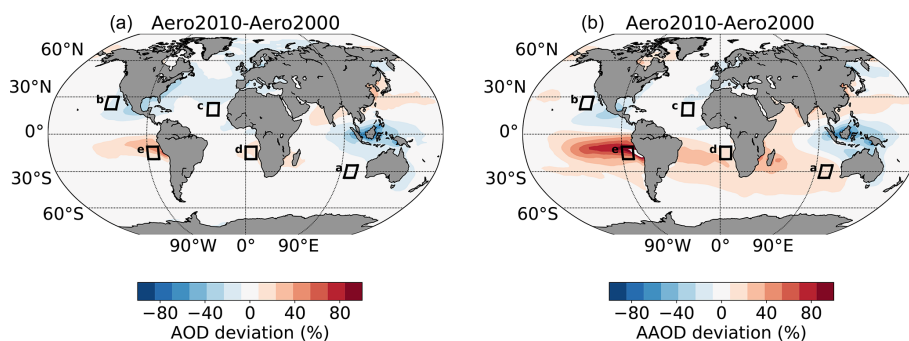 (a) Aero2010-Aero2000
60°N
30°N
0°
30°S
60°S
b
c
e
d
a
90°W 0° 90°E
−80 −40 0 40 80
AOD deviation (%)
(b) Aero2010-Aero2000
60°N
30°N
0°
30°S
60°S
b
c
e
d
a
90°W 0° 90°E
−80 −40 0 40 80
AAOD deviation (%)